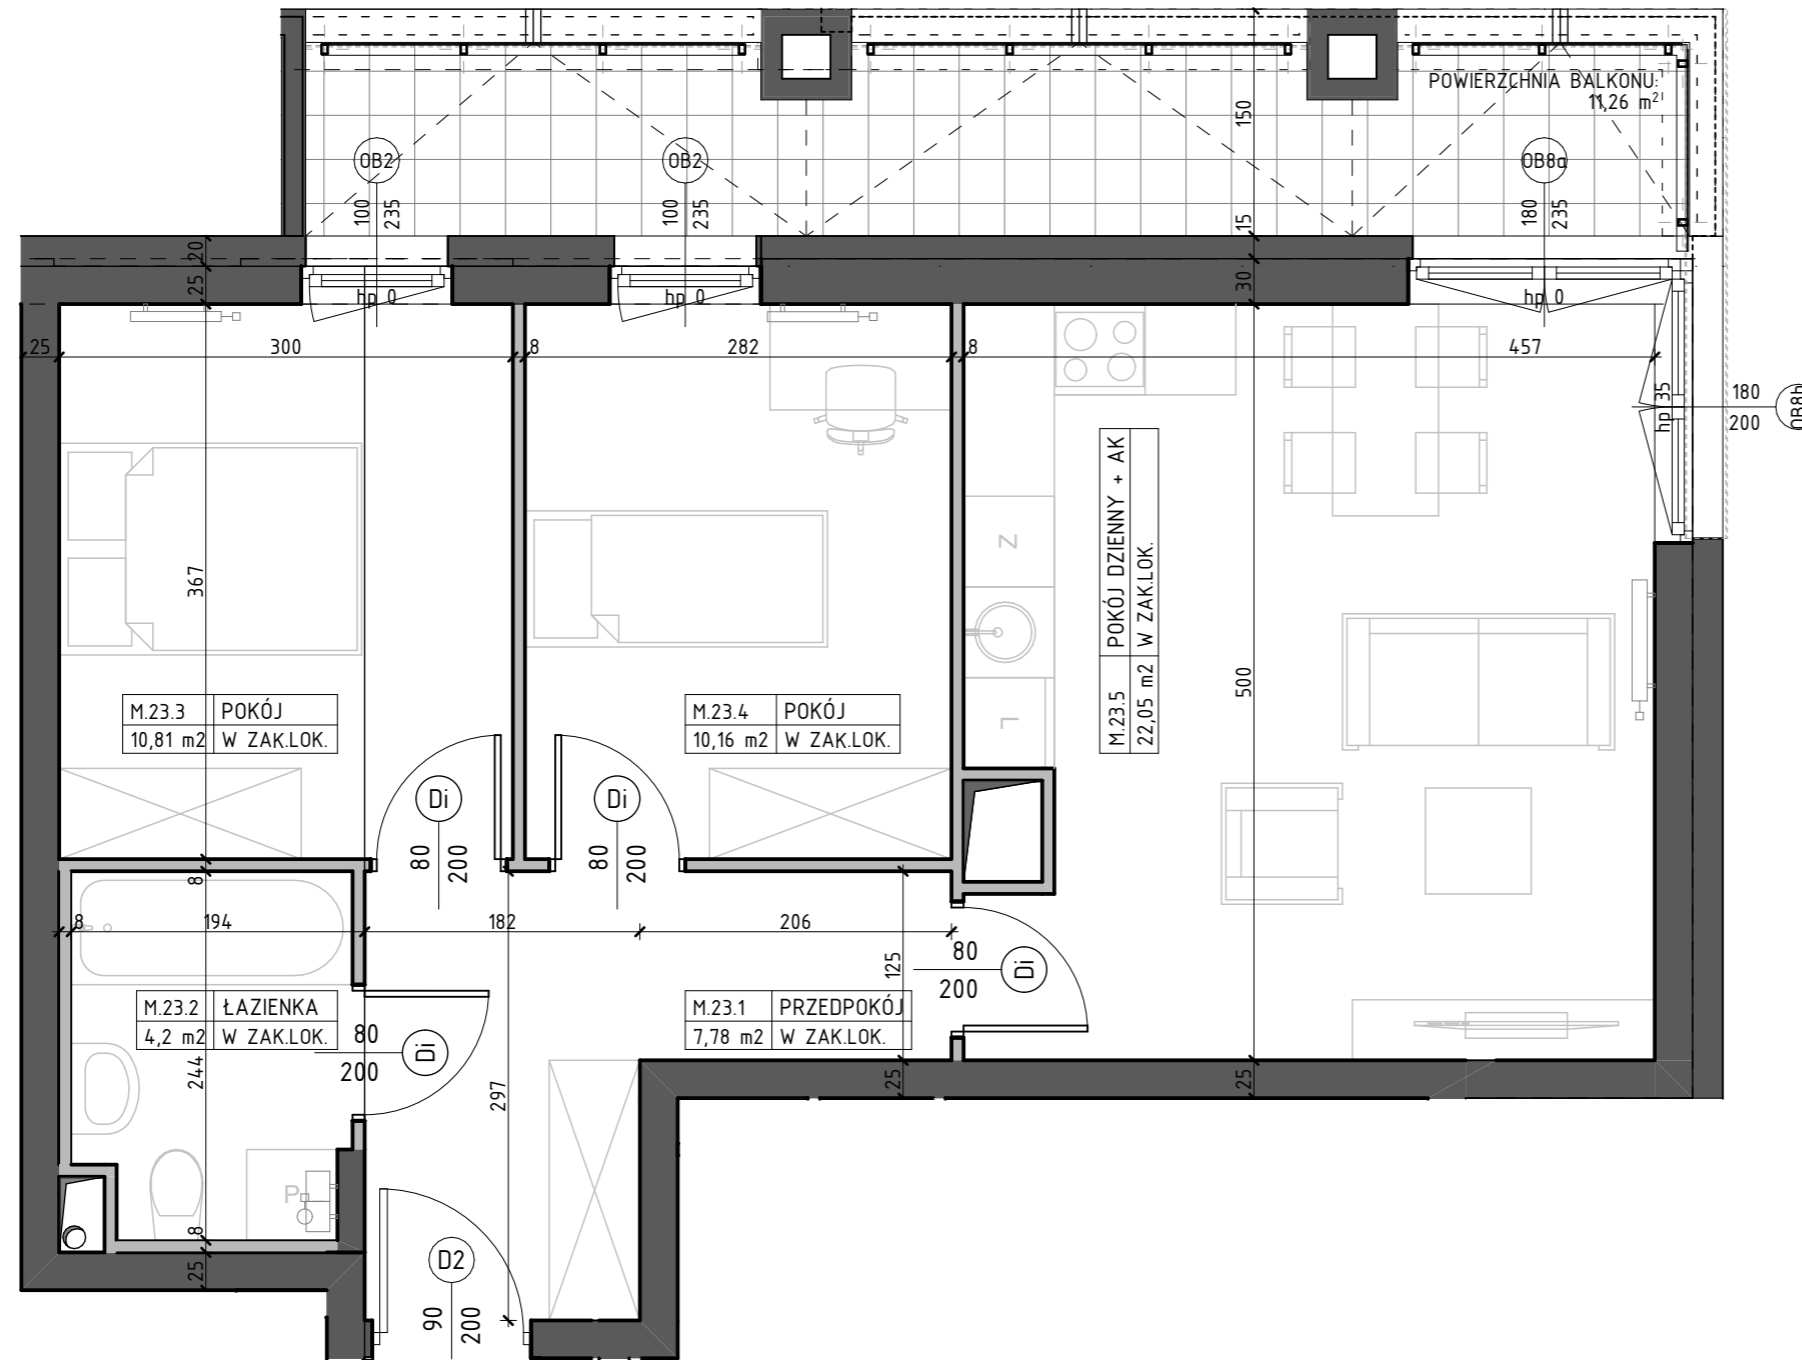 POWIERZCHNIA BALKONU:
11,26 m²
150
OB2
OB2
OB8a
100
235
100
235
180
235
15
20
25
30
hp 0
hp 0
hp 0
25
300
8
282
8
457
hp 35
180
200
OB8b
367
Z
M.23.5 POKÓJ DZIENNY + AK
22,05 m2 W ZAK.LOK.
500
L
M.23.3 POKÓJ
10,81 m2 W ZAK.LOK.
M.23.4 POKÓJ
10,16 m2 W ZAK.LOK.
Di
80
200
Di
80
200
8
8
194
182
206
125
80
200
Di
M.23.2 ŁAZIENKA
4,2 m2 W ZAK.LOK.
80
200
Di
M.23.1 PRZEDPOKÓJ
7,78 m2 W ZAK.LOK.
244
297
25
25
P
8
25
D2
90
200